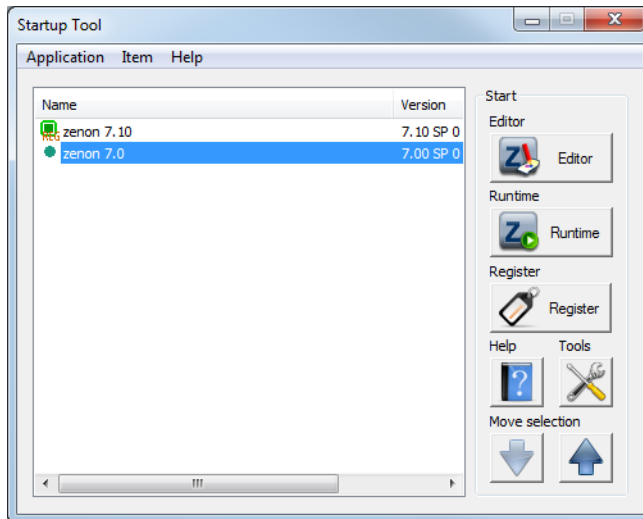 Startup Tool
Application Item Help
Name Version
REG zenon 7.10 7.10 SP 0
zenon 7.0 7.00 SP 0
Start
Editor
Editor
Runtime
Runtime
Register
Register
Help Tools
Move selection